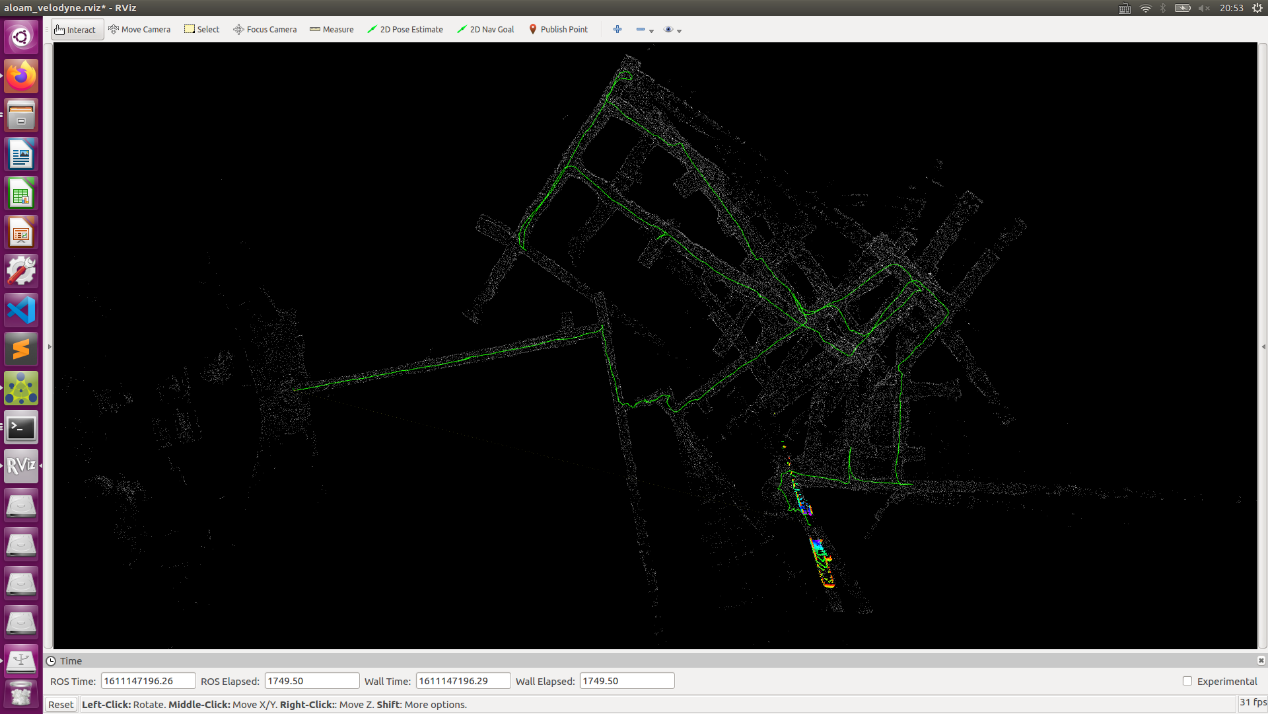 aloam_velodyne.rviz* - RViz
20:53
Interact
Move Camera
Select
Focus Camera
Measure
2D Pose Estimate
2D Nav Goal
Publish Point
RViz
Time
ROS Time: 1611147196.26 ROS Elapsed: 1749.50 Wall Time: 1611147196.29 Wall Elapsed: 1749.50 Experimental
Reset Left-Click: Rotate. Middle-Click: Move X/Y. Right-Click:: Move Z. Shift: More options. 31 fps